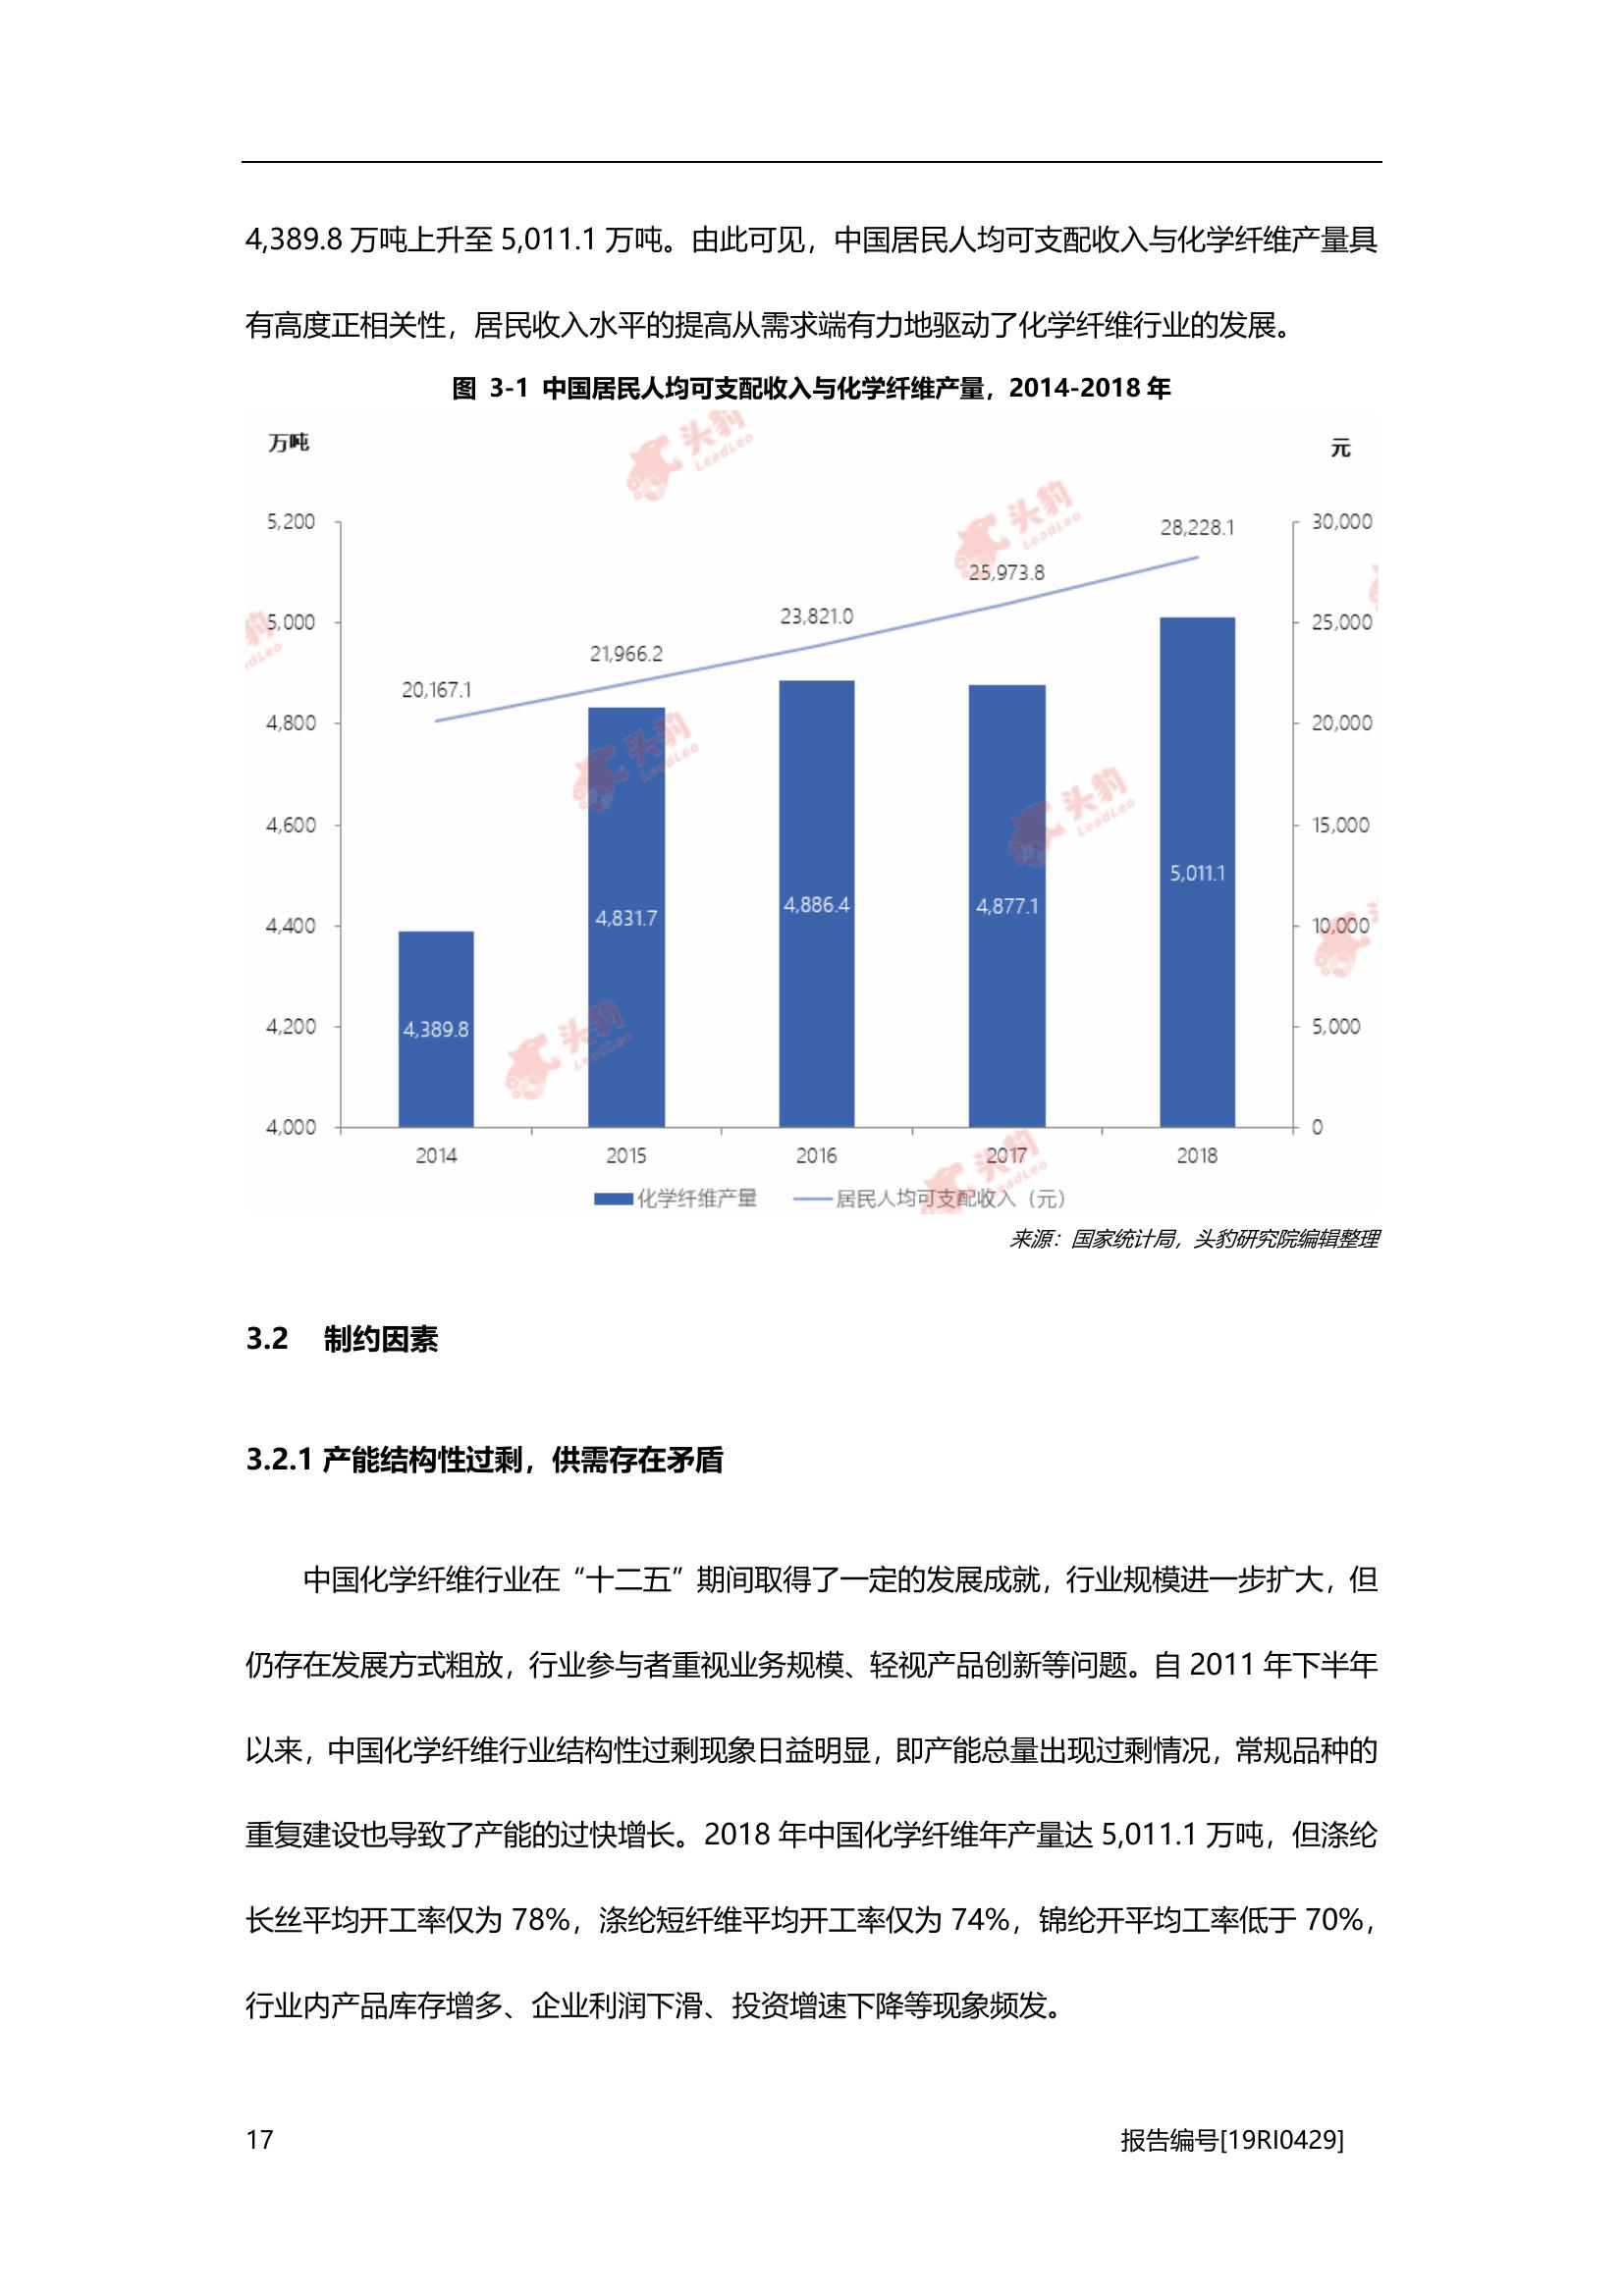 4,389.8 万吨上升至 5,011.1 万吨。由此可见，中国居民人均可支配收入与化学纤维产量具
有高度正相关性，居民收入水平的提高从需求端有力地驱动了化学纤维行业的发展。
图 3-1 中国居民人均可支配收入与化学纤维产量，2014-2018 年
万吨
元
5,200
5,000
4,800
4,600
4,400
4,200
4,000
30,000
25,000
20,000
15,000
10,000
5,000
0
20,167.1
21,966.2
23,821.0
25,973.8
28,228.1
4,389.8
4,831.7
4,886.4
4,877.1
5,011.1
2014
2015
2016
2017
2018
化学纤维产量
居民人均可支配收入（元）
头豹
LeadLeo
头豹
LeadLeo
豹
dLeo
头豹
LeadLeo
头豹
LeadLeo
头豹
LeadLeo
头豹
LeadLeo
来源：国家统计局，头豹研究院编辑整理
3.2 制约因素
3.2.1 产能结构性过剩，供需存在矛盾
中国化学纤维行业在“十二五”期间取得了一定的发展成就，行业规模进一步扩大，但
仍存在发展方式粗放，行业参与者重视业务规模、轻视产品创新等问题。自 2011 年下半年
以来，中国化学纤维行业结构性过剩现象日益明显，即产能总量出现过剩情况，常规品种的
重复建设也导致了产能的过快增长。2018 年中国化学纤维年产量达 5,011.1 万吨，但涤纶
长丝平均开工率仅为 78%，涤纶短纤维平均开工率仅为 74%，锦纶开平均工率低于 70%，
行业内产品库存增多、企业利润下滑、投资增速下降等现象频发。
17
报告编号[19RI0429]